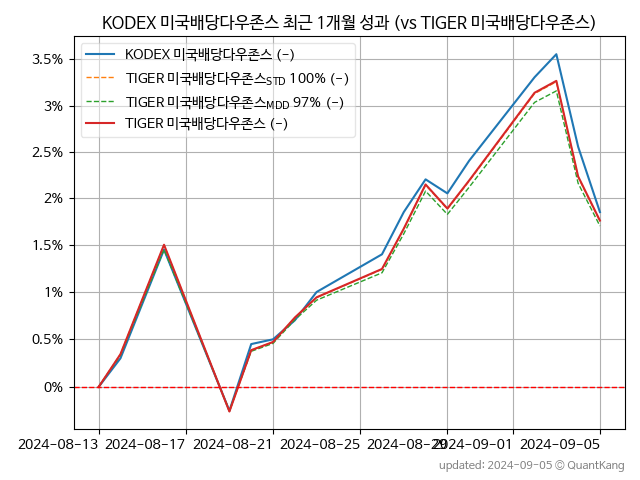 KODEX 미국배당다우존스 최근 1개월 성과 (vs TIGER 미국배당다우존스)
KODEX 미국배당다우존스 (-)
TIGER 미국배당다우존스STD 100% (-)
TIGER 미국배당다우존스MDD 97% (-)
TIGER 미국배당다우존스 (-)
3.5%
3%
2.5%
2%
1.5%
1%
0.5%
0%
2024-08-13 2024-08-17 2024-08-21 2024-08-25 2024-08-29 2024-09-01 2024-09-05
updated: 2024-09-05 © QuantKang